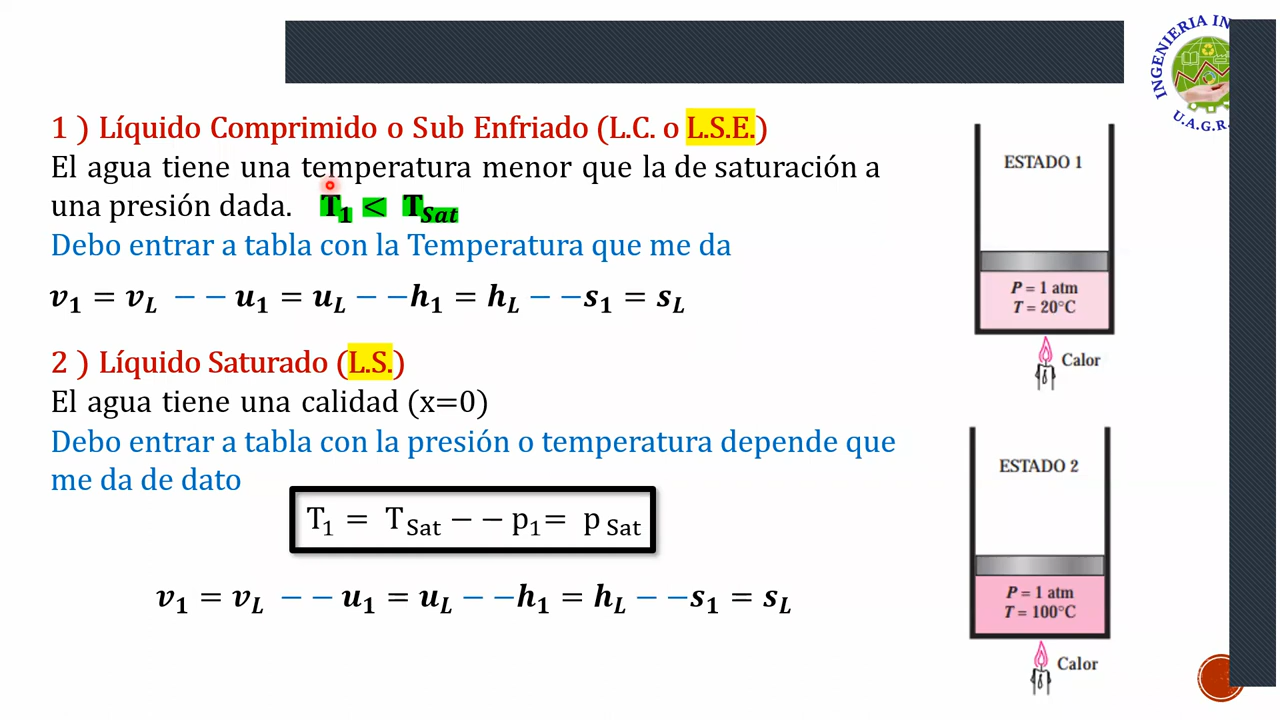 1 ) Líquido Comprimido o Sub Enfriado (L.C. o L.S.E.)
El agua tiene una temperatura menor que la de saturación a
una presión dada. T₁ < T_Sat
Debo entrar a tabla con la Temperatura que me da
v₁ = v_L −− u₁ = u_L −− h₁ = h_L −− s₁ = s_L
2 ) Líquido Saturado (L.S.)
El agua tiene una calidad (x=0)
Debo entrar a tabla con la presión o temperatura depende que
me da de dato
T₁ = T_Sat −− p₁= p_Sat
v₁ = v_L −− u₁ = u_L −− h₁ = h_L −− s₁ = s_L
ESTADO 1
P = 1 atm
T = 20°C
Calor
ESTADO 2
P = 1 atm
T = 100°C
Calor
INGENIERIA
U.A.G.R.